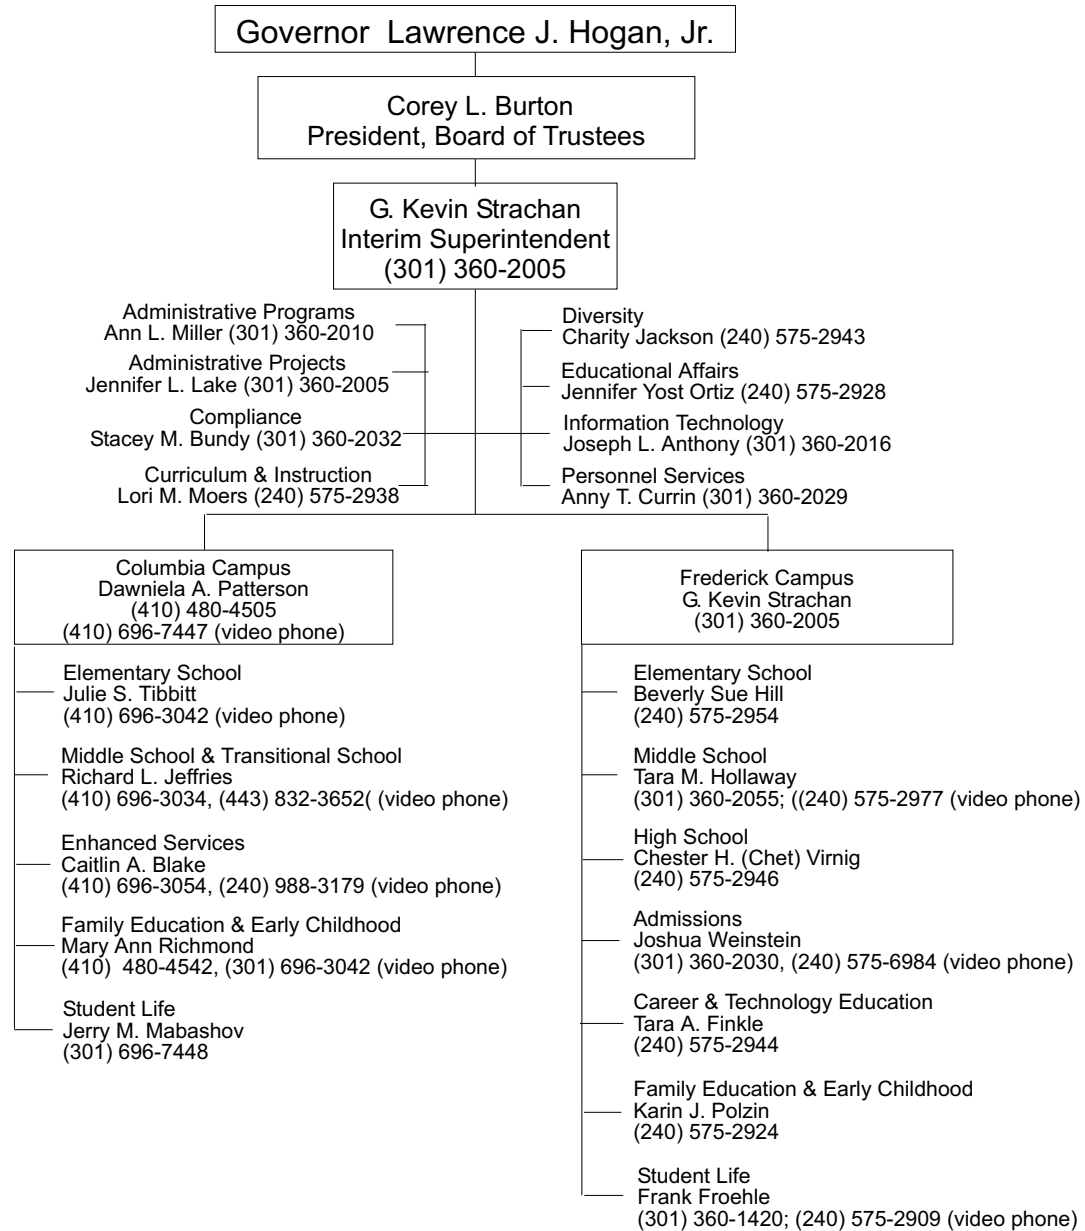 Governor Lawrence J. Hogan, Jr.
Corey L. Burton
President, Board of Trustees
G. Kevin Strachan
Interim Superintendent
(301) 360-2005
Administrative Programs
Ann L. Miller (301) 360-2010
Administrative Projects
Jennifer L. Lake (301) 360-2005
Compliance
Stacey M. Bundy (301) 360-2032
Curriculum & Instruction
Lori M. Moers (240) 575-2938
Diversity
Charity Jackson (240) 575-2943
Educational Affairs
Jennifer Yost Ortiz (240) 575-2928
Information Technology
Joseph L. Anthony (301) 360-2016
Personnel Services
Anny T. Currin (301) 360-2029
Columbia Campus
Dawniela A. Patterson
(410) 480-4505
(410) 696-7447 (video phone)
Elementary School
Julie S. Tibbitt
(410) 696-3042 (video phone)
Middle School & Transitional School
Richard L. Jeffries
(410) 696-3034, (443) 832-3652( (video phone)
Enhanced Services
Caitlin A. Blake
(410) 696-3054, (240) 988-3179 (video phone)
Family Education & Early Childhood
Mary Ann Richmond
(410) 480-4542, (301) 696-3042 (video phone)
Student Life
Jerry M. Mabashov
(301) 696-7448
Frederick Campus
G. Kevin Strachan
(301) 360-2005
Elementary School
Beverly Sue Hill
(240) 575-2954
Middle School
Tara M. Hollaway
(301) 360-2055; ((240) 575-2977 (video phone)
High School
Chester H. (Chet) Virnig
(240) 575-2946
Admissions
Joshua Weinstein
(301) 360-2030, (240) 575-6984 (video phone)
Career & Technology Education
Tara A. Finkle
(240) 575-2944
Family Education & Early Childhood
Karin J. Polzin
(240) 575-2924
Student Life
Frank Froehle
(301) 360-1420; (240) 575-2909 (video phone)